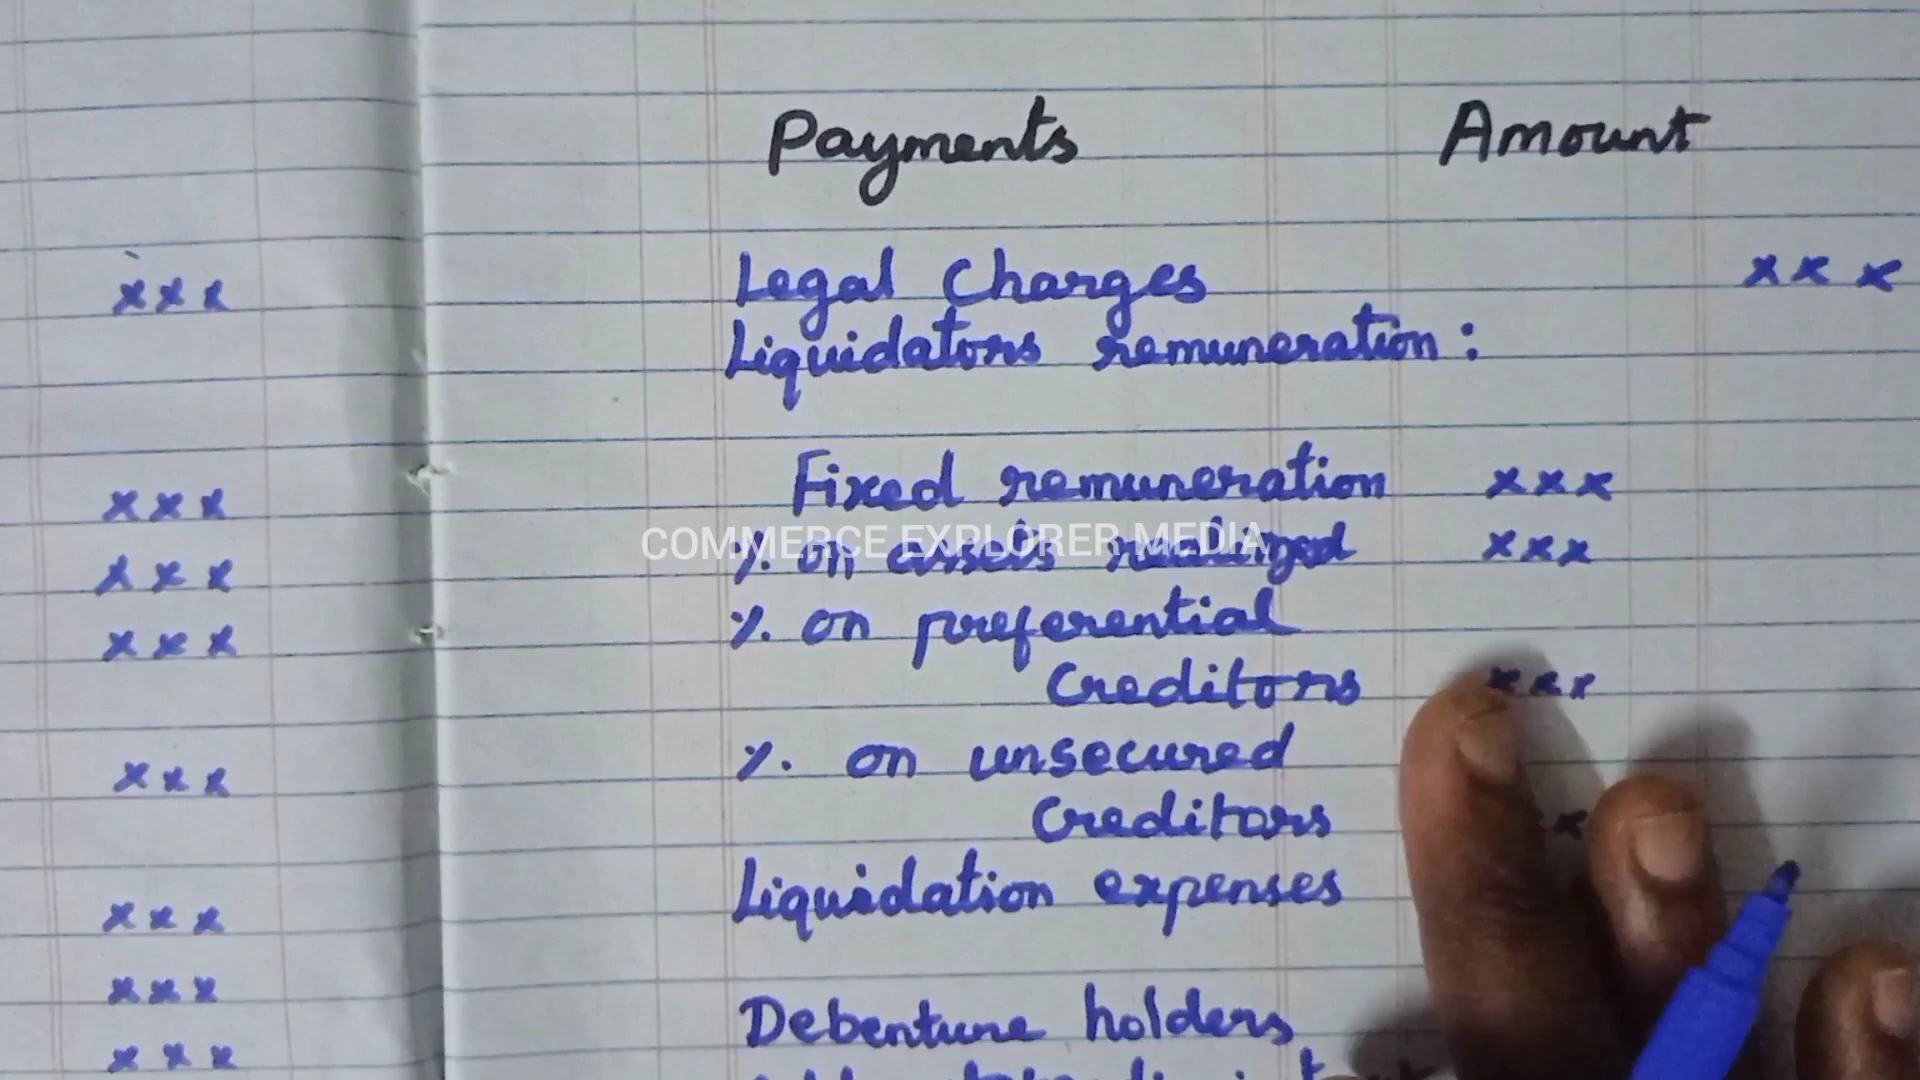 Payments Amount
xxx Legal Charges xxx
Liquidators remuneration:
xxx Fixed remuneration xxx
COMMERCE EXPLORER MEDIA
xxx % on assets realized xxx
xxx % on preferential
Creditors xxx
xxx % on unsecured
Creditors
xxx Liquidation expenses
xxx Debenture holders
xxx